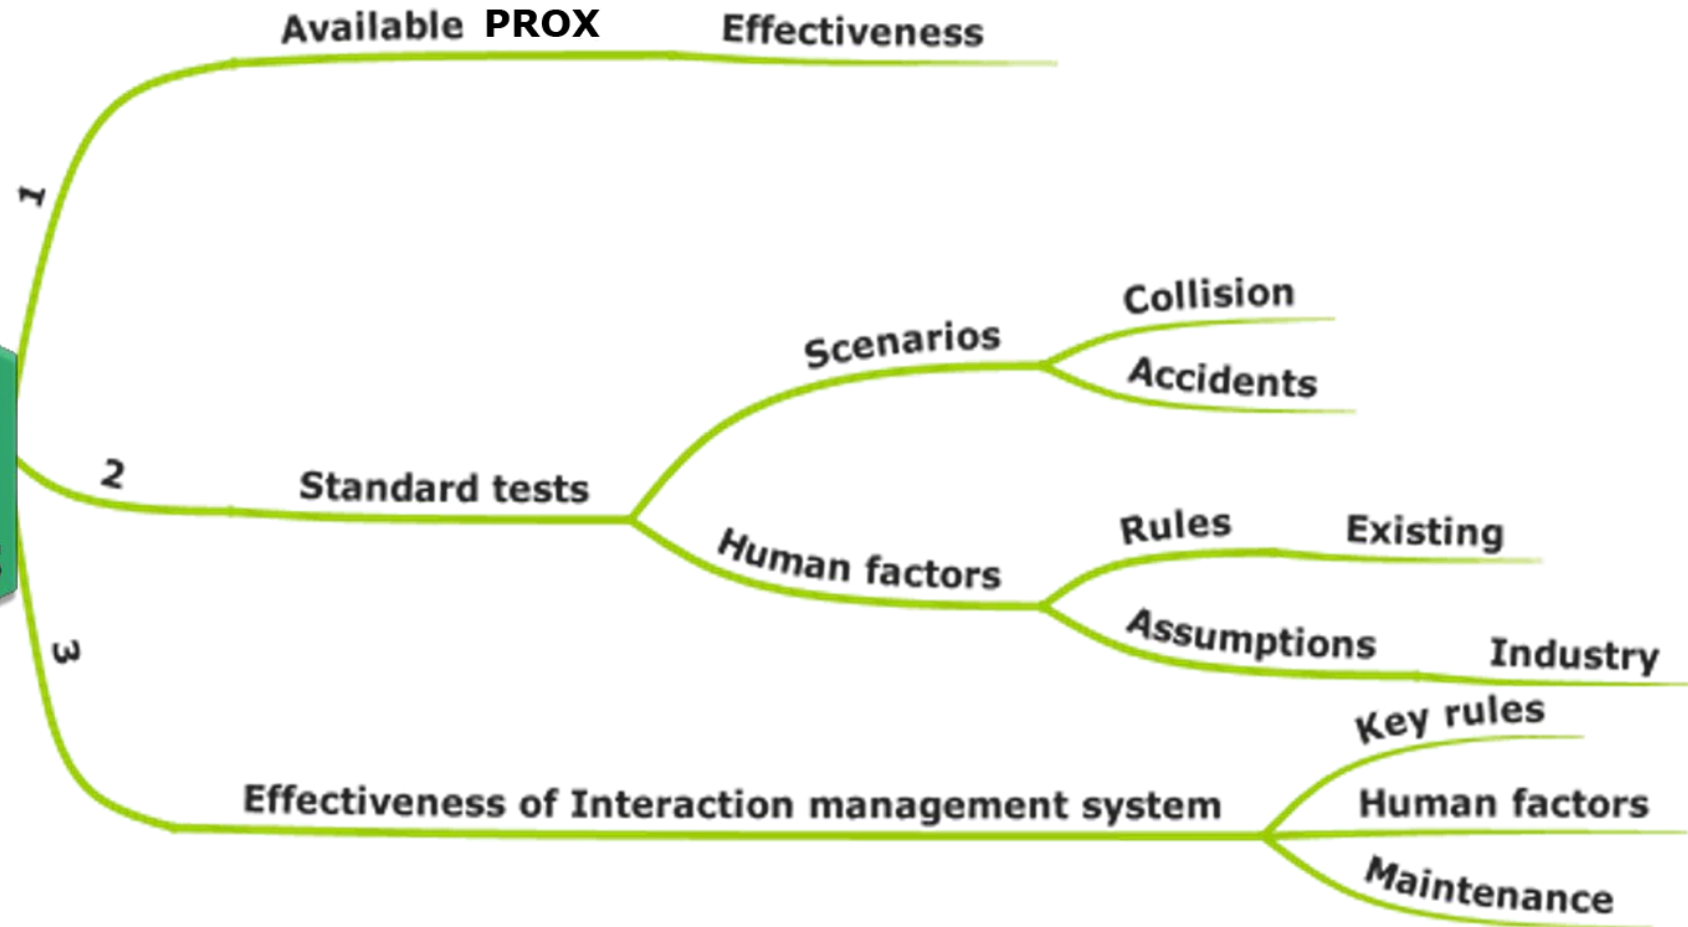 1
Available PROX
Effectiveness
2
Standard tests
Scenarios
Collision
Accidents
Human factors
Rules
Existing
Assumptions
Industry
3
Effectiveness of Interaction management system
Key rules
Human factors
Maintenance